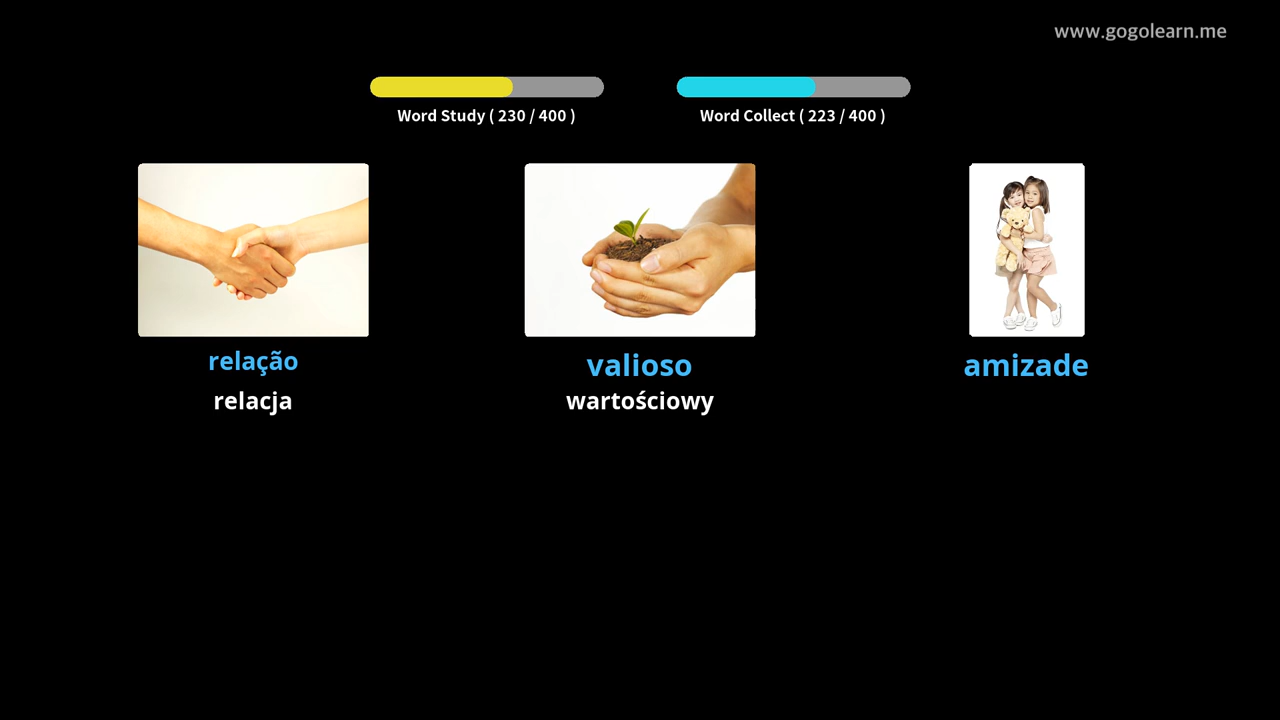 www.gogolearn.me
Word Study ( 230 / 400 )
Word Collect ( 223 / 400 )
relação
valioso
amizade
relacja
wartościowy